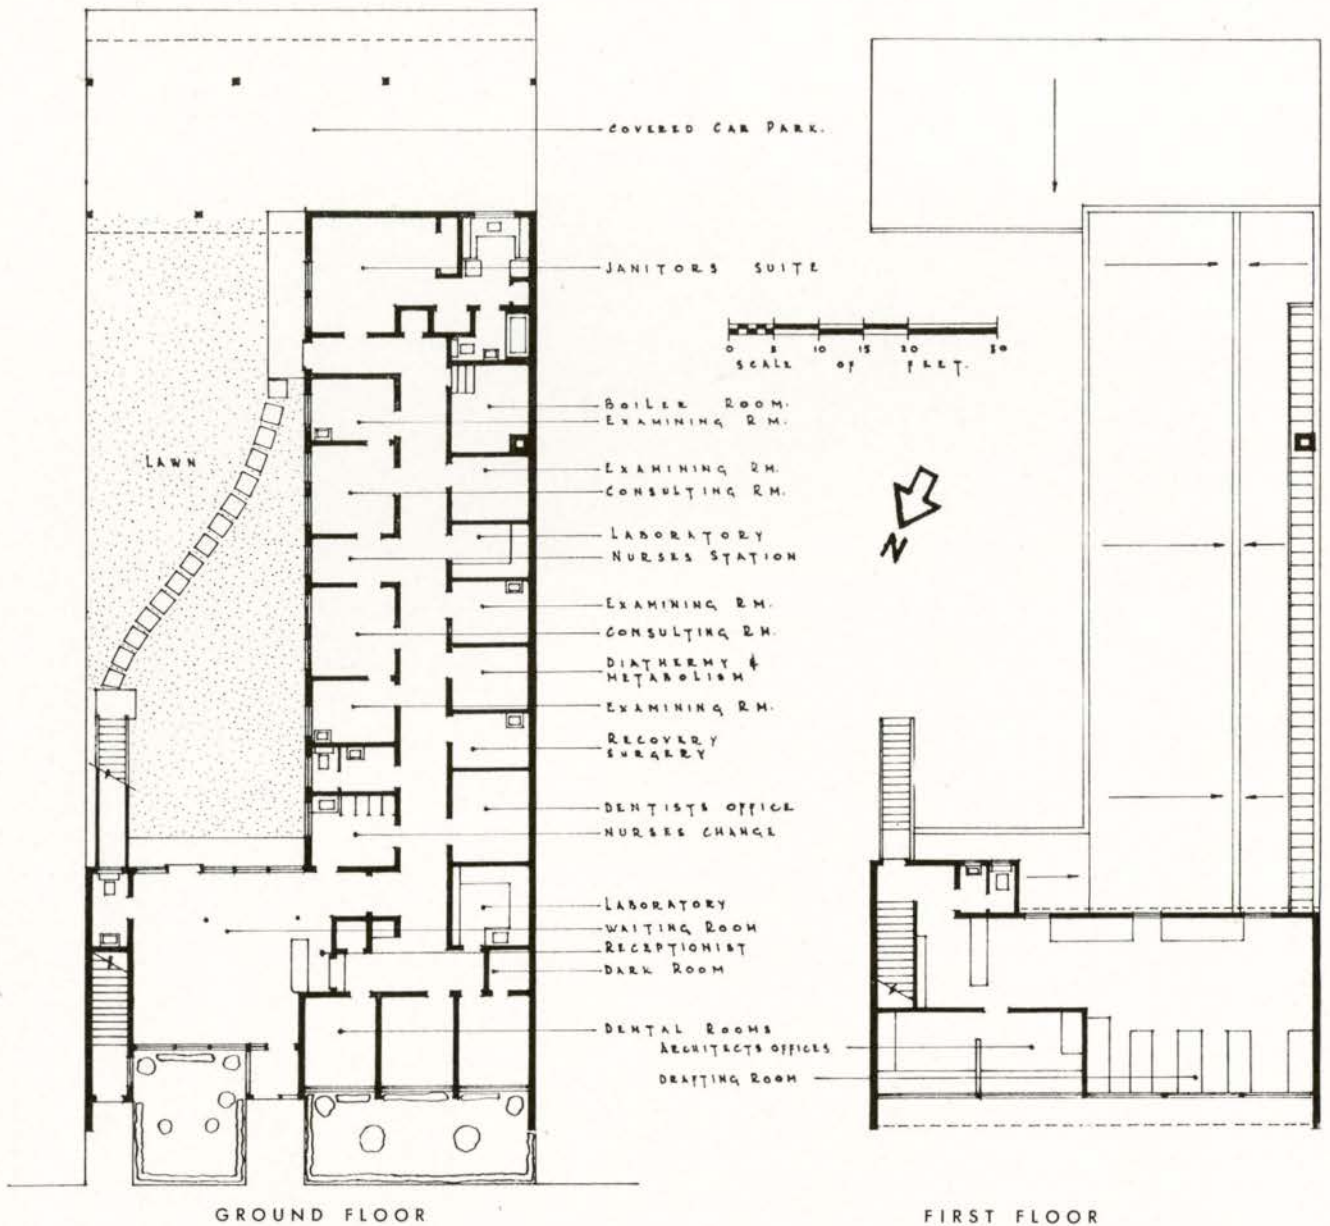 COVERED CAR PARK.
JANITORS SUITE
0 5 10 15 20 30
SCALE OF FEET.
BOILER ROOM.
EXAMINING RM.
LAWN
EXAMINING RM.
CONSULTING RM.
LABORATORY
NURSES STATION
N
EXAMINING RM.
CONSULTING RM.
DIATHERMY &
METABOLISM
EXAMINING RM.
RECOVERY
SURGERY
DENTISTS OFFICE
NURSES CHANGE
LABORATORY
WAITING ROOM
RECEPTIONIST
DARK ROOM
DENTAL ROOMS
ARCHITECTS OFFICES
DRAFTING ROOM
GROUND FLOOR
FIRST FLOOR